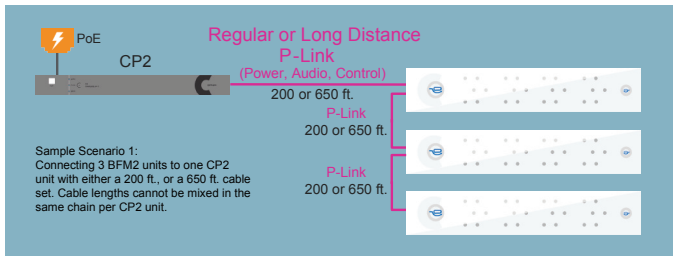 PoE
CP2
Regular or Long Distance
P-Link
(Power, Audio, Control)
200 or 650 ft.
P-Link
200 or 650 ft.
P-Link
200 or 650 ft.
Sample Scenario 1:
Connecting 3 BFM2 units to one CP2
unit with either a 200 ft., or a 650 ft. cable
set. Cable lengths cannot be mixed in the
same chain per CP2 unit.